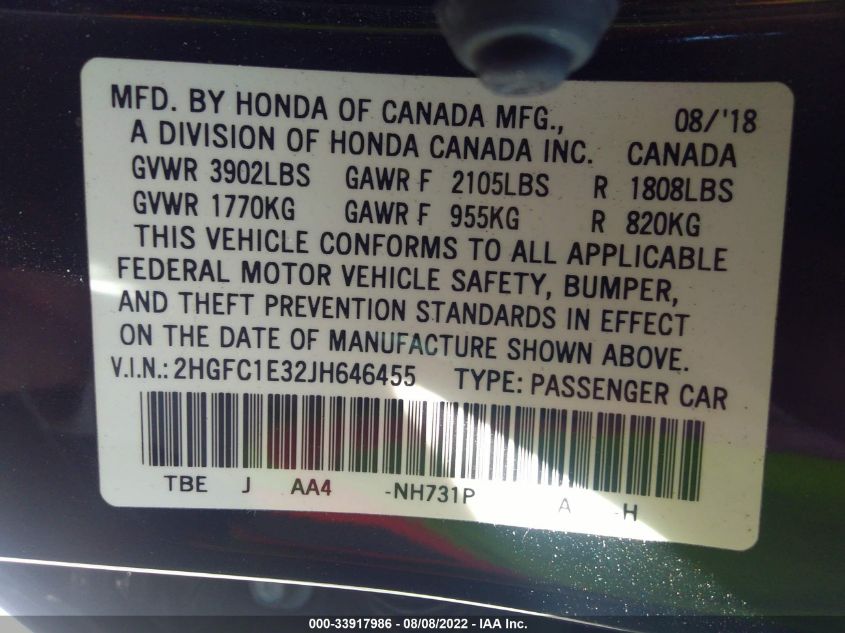 MFD. BY HONDA OF CANADA MFG., 08/'18
A DIVISION OF HONDA CANADA INC. CANADA
GVWR 3902LBS GAWR F 2105LBS R 1808LBS
GVWR 1770KG GAWR F 955KG R 820KG
THIS VEHICLE CONFORMS TO ALL APPLICABLE
FEDERAL MOTOR VEHICLE SAFETY, BUMPER,
AND THEFT PREVENTION STANDARDS IN EFFECT
ON THE DATE OF MANUFACTURE SHOWN ABOVE.
V.I.N.: 2HGFC1E32JH646455 TYPE: PASSENGER CAR
TBE J AA4 -NH731P A -H
000-33917986 - 08/08/2022 - IAA Inc.